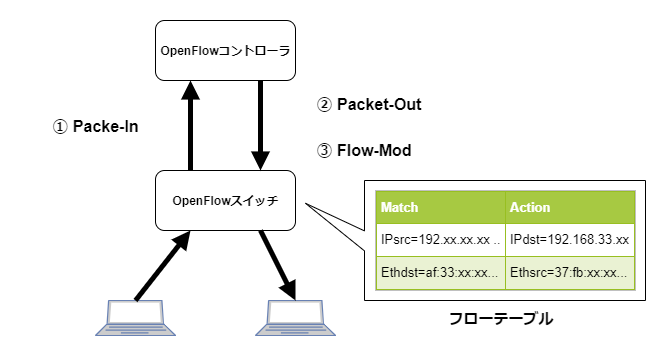 OpenFlowコントローラ
① Packe-In
② Packet-Out
③ Flow-Mod
OpenFlowスイッチ
Match Action
IPsrc=192.xx.xx.xx .. IPdst=192.168.33.xx
Ethdst=af:33:xx:xx... Ethsrc=37:fb:xx:xx...
フローテーブル